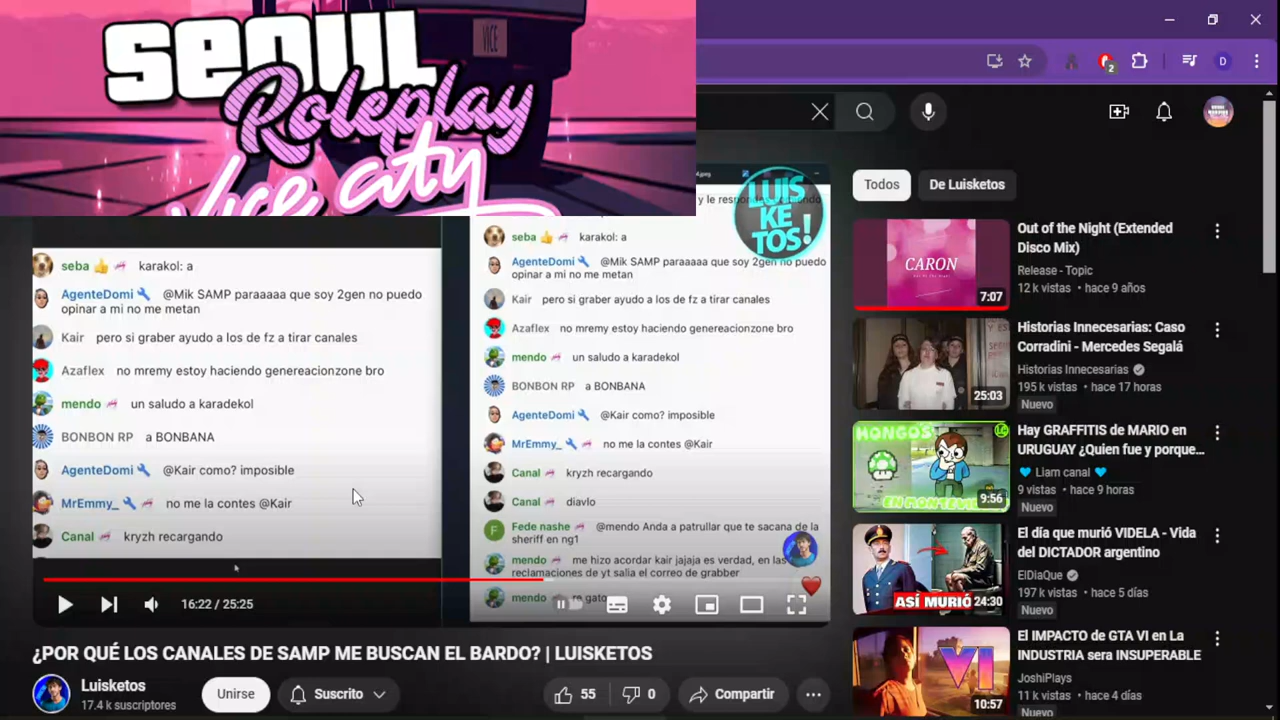 VICE
seoul
Roleplay
Vice city
2
D
LUIS
KE
TOS!
y le respondes
seba karakol: a
AgenteDomi @Mik SAMP paraaaaa que soy 2gen no puedo
opinar a mi no me metan
Kair pero si graber ayudo a los de fz a tirar canales
Azaflex no mremy estoy haciendo genereacionzone bro
mendo un saludo a karadekol
BONBON RP a BONBANA
AgenteDomi @Kair como? imposible
MrEmmy_ no me la contes @Kair
Canal kryzh recargando
seba karakol: a
AgenteDomi @Mik SAMP paraaaaa que soy 2gen no puedo
opinar a mi no me metan
Kair pero si graber ayudo a los de fz a tirar canales
Azaflex no mremy estoy haciendo genereacionzone bro
mendo un saludo a karadekol
BONBON RP a BONBANA
AgenteDomi @Kair como? imposible
MrEmmy_ no me la contes @Kair
Canal kryzh recargando
Canal diavlo
Fede nashe @mendo Anda a patrullar que te sacana de la
sheriff en ng1
mendo me hizo acordar kair jajaja es verdad, en las
reclamaciones de yt salia el correo de grabber
mendo re gato
16:22 / 25:25
¿POR QUÉ LOS CANALES DE SAMP ME BUSCAN EL BARDO? | LUISKETOS
Luisketos
17.4 k suscriptores
Unirse
Suscrito
55
0
Compartir
Todos
De Luisketos
CARON
7:07
Out of the Night (Extended
Disco Mix)
Release - Topic
12 k vistas • hace 9 años
25:03
Historias Innecesarias: Caso
Corradini - Mercedes Segalá
Historias Innecesarias
195 k vistas • hace 17 horas
Nuevo
HONGOS
EN MONTEVIDEO
9:56
Hay GRAFFITIS de MARIO en
URUGUAY ¿Quien fue y porque...
Liam canal
9 vistas • hace 9 horas
Nuevo
ASÍ MURIÓ
24:30
El día que murió VIDELA - Vida
del DICTADOR argentino
ElDiaQue
197 k vistas • hace 5 días
Nuevo
VI
10:57
El IMPACTO de GTA VI en La
INDUSTRIA sera INSUPERABLE
JoshiPlays
11 k vistas • hace 4 días
Nuevo